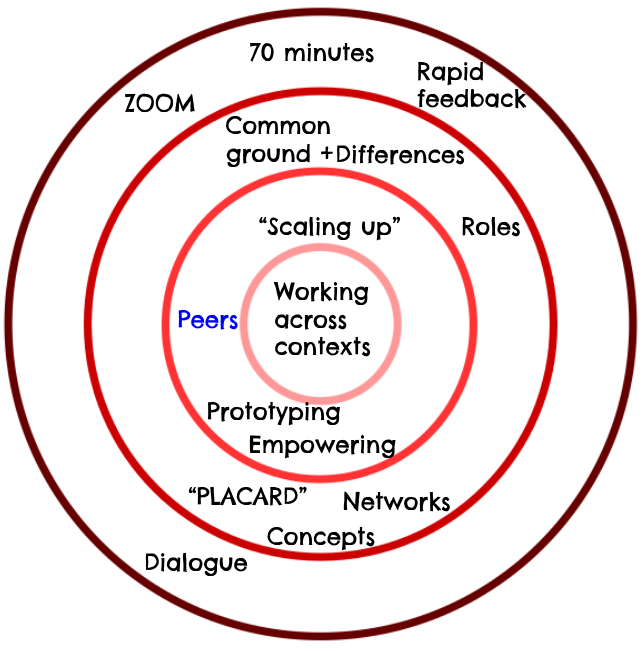 70 minutes
Rapid
feedback
ZOOM
Common
ground +Differences
“Scaling up”
Roles
Working
across
contexts
Peers
Prototyping
Empowering
“PLACARD”
Networks
Concepts
Dialogue